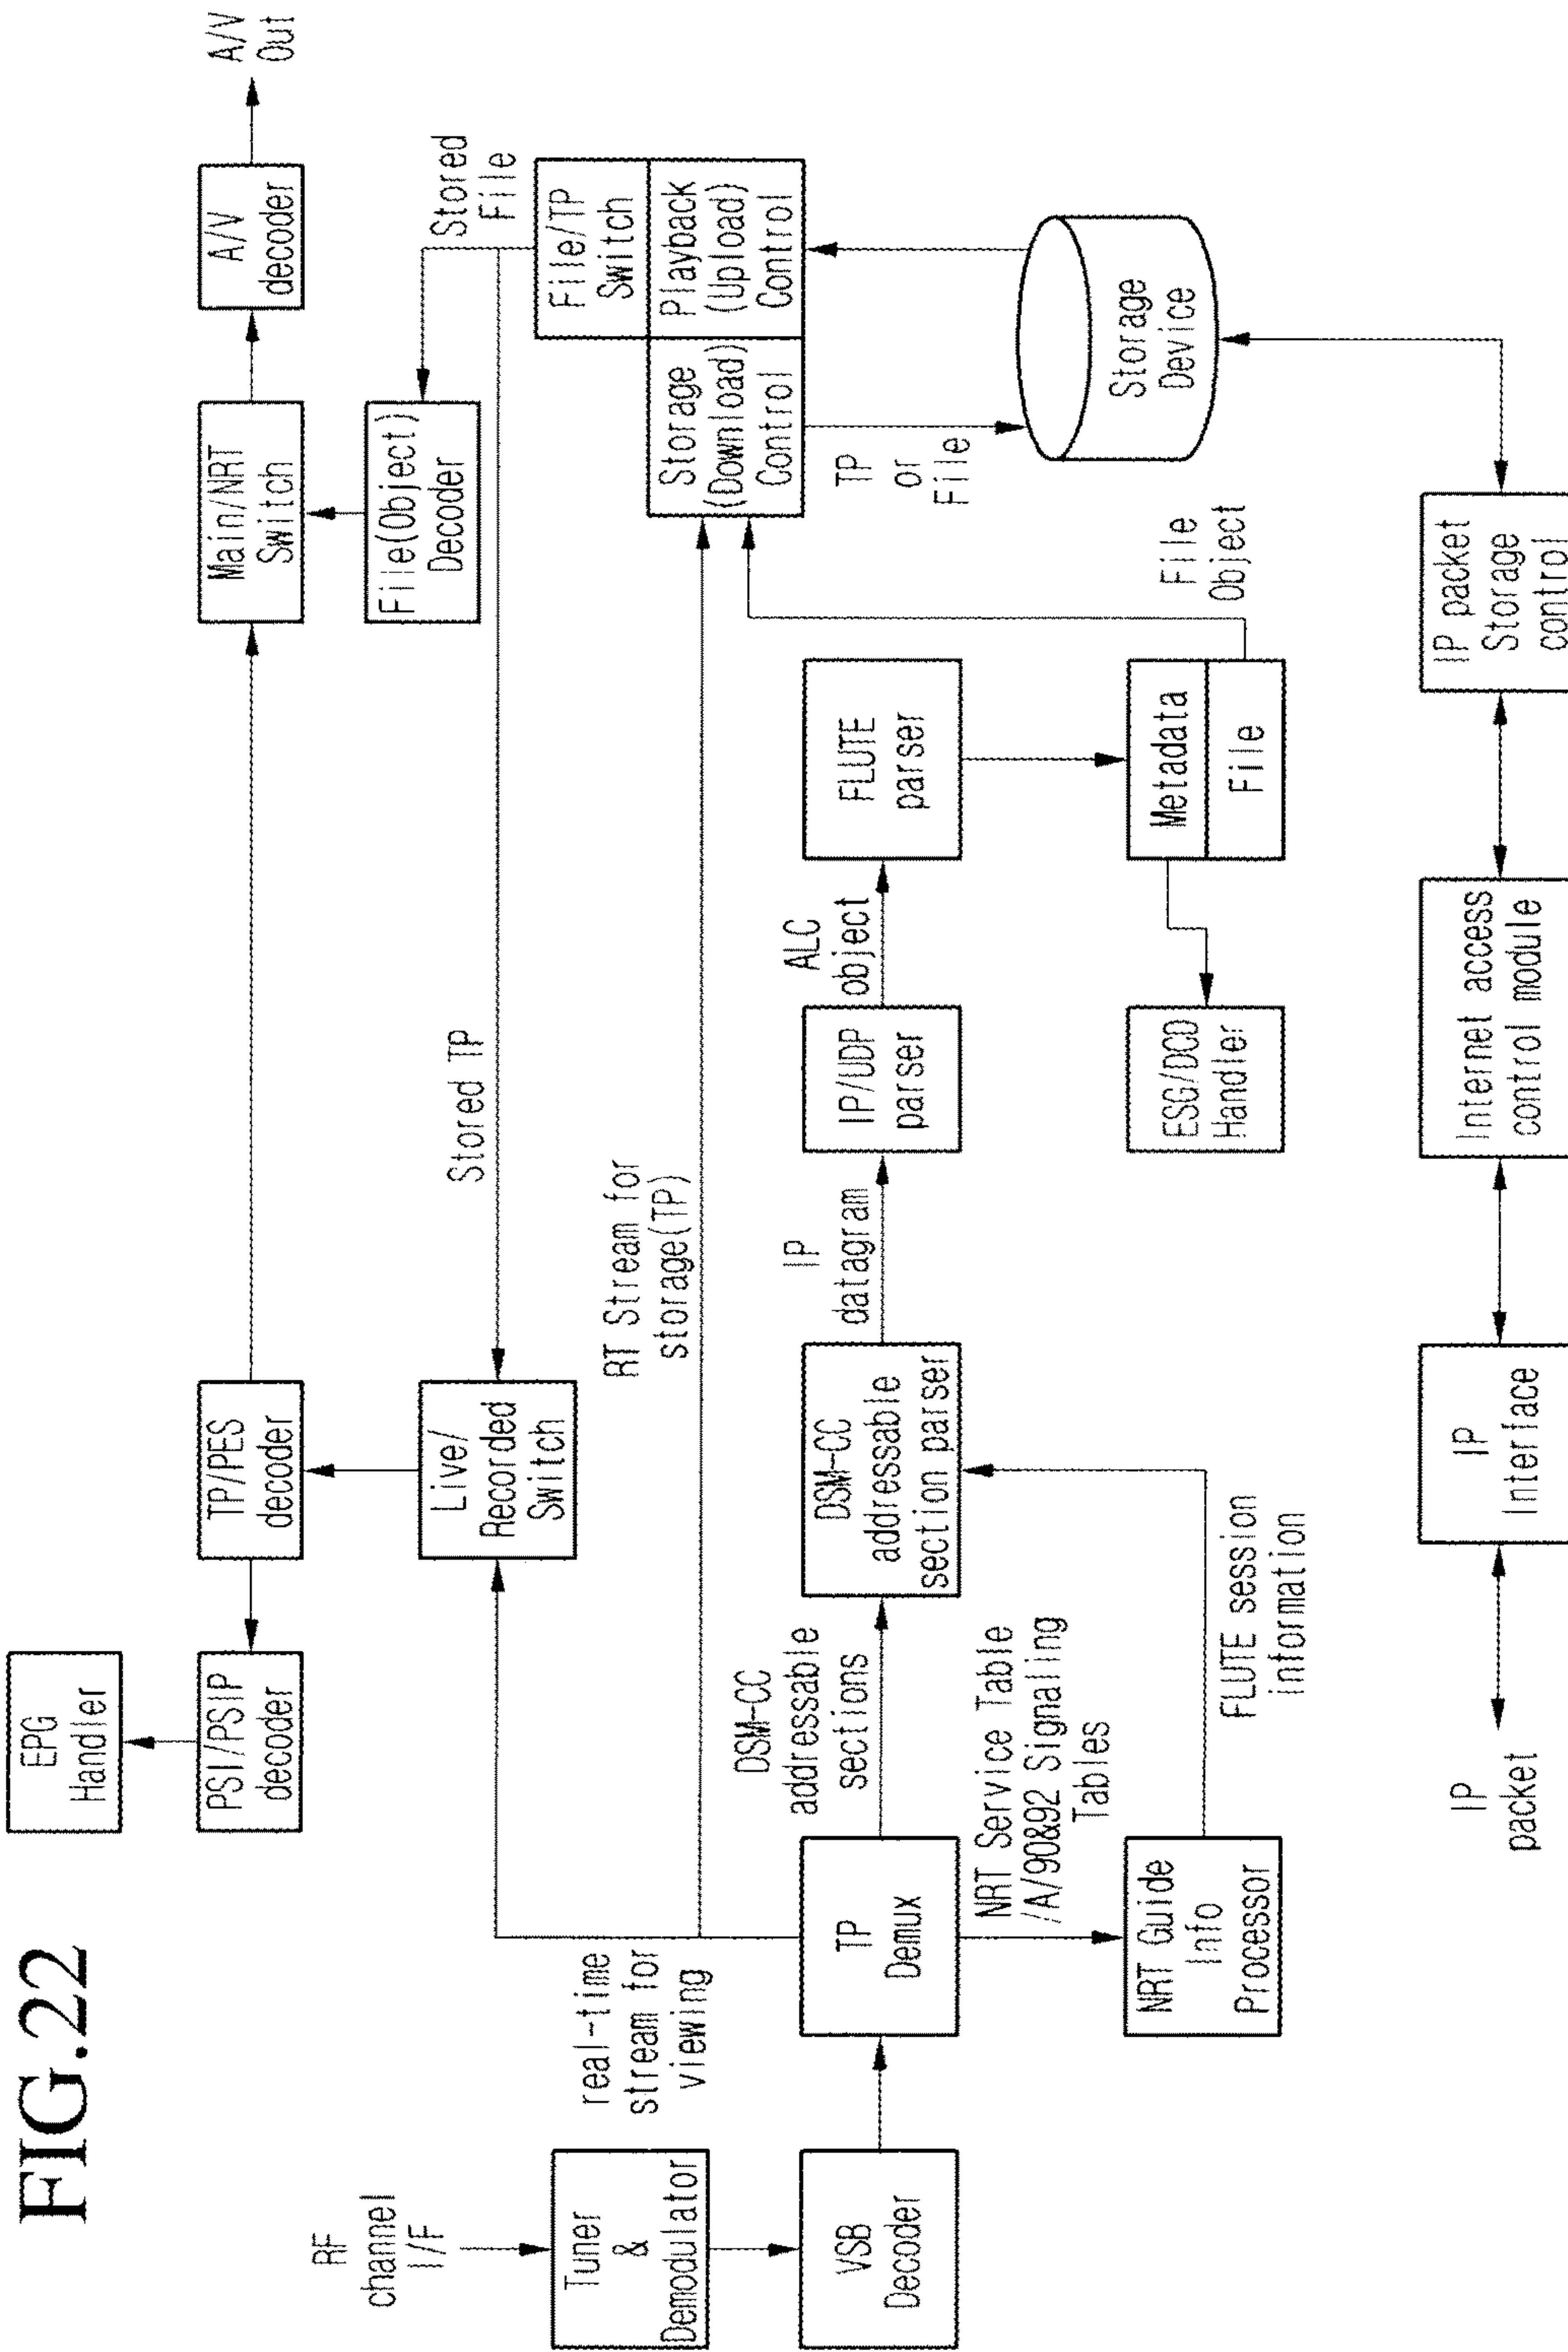 FIG.22
EPG
Handler
PSI/PSIP
decoder
TP/PES
decoder
Main/NRT
Switch
A/V
decoder
A/V
Out
RF
channel
I/F
Live/
Recorded
Switch
Stored TP
File(Object)
Decoder
Stored
File
Tuner
&
Demodulator
real-time
stream for
viewing
RT Stream for
storage(TP)
File/TP
Switch
Storage
(Download)
Control
Playback
(Upload)
Control
VSB
Decoder
TP
Demux
DSM-CC
addressable
sections
DSM-CC
addressable
section parser
IP
datagram
IP/UDP
parser
ALC
object
FLUTE
parser
TP
or
File
NRT Service Table
/A/90&92 Signaling
Tables
NRT Guide
Info
Processor
FLUTE session
information
ESG/DCD
Handler
Metadata
File
File
Object
Storage
Device
IP
packet
IP
Interface
Internet access
control module
IP packet
Storage
control